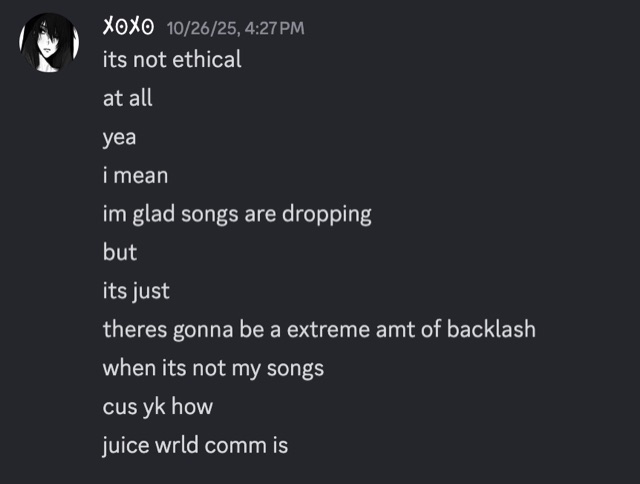 XOXO 10/26/25, 4:27 PM
its not ethical
at all
yea
i mean
im glad songs are dropping
but
its just
theres gonna be a extreme amt of backlash
when its not my songs
cus yk how
juice wrld comm is